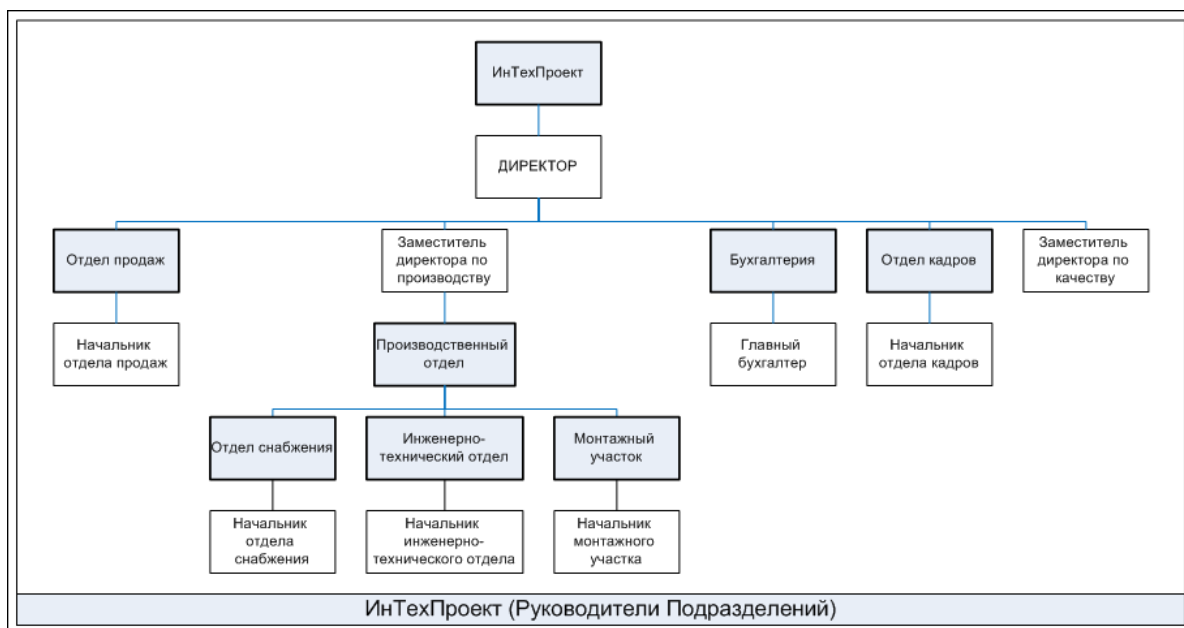 ИнТехПроект
ДИРЕКТОР
Отдел продаж
Заместитель
директора по
производству
Бухгалтерия
Отдел кадров
Заместитель
директора по
качеству
Начальник
отдела продаж
Производственный
отдел
Главный
бухгалтер
Начальник
отдела кадров
Отдел снабжения
Инженерно-
технический отдел
Монтажный
участок
Начальник
отдела
снабжения
Начальник
инженерно-
технического отдела
Начальник
монтажного
участка
ИнТехПроект (Руководители Подразделений)